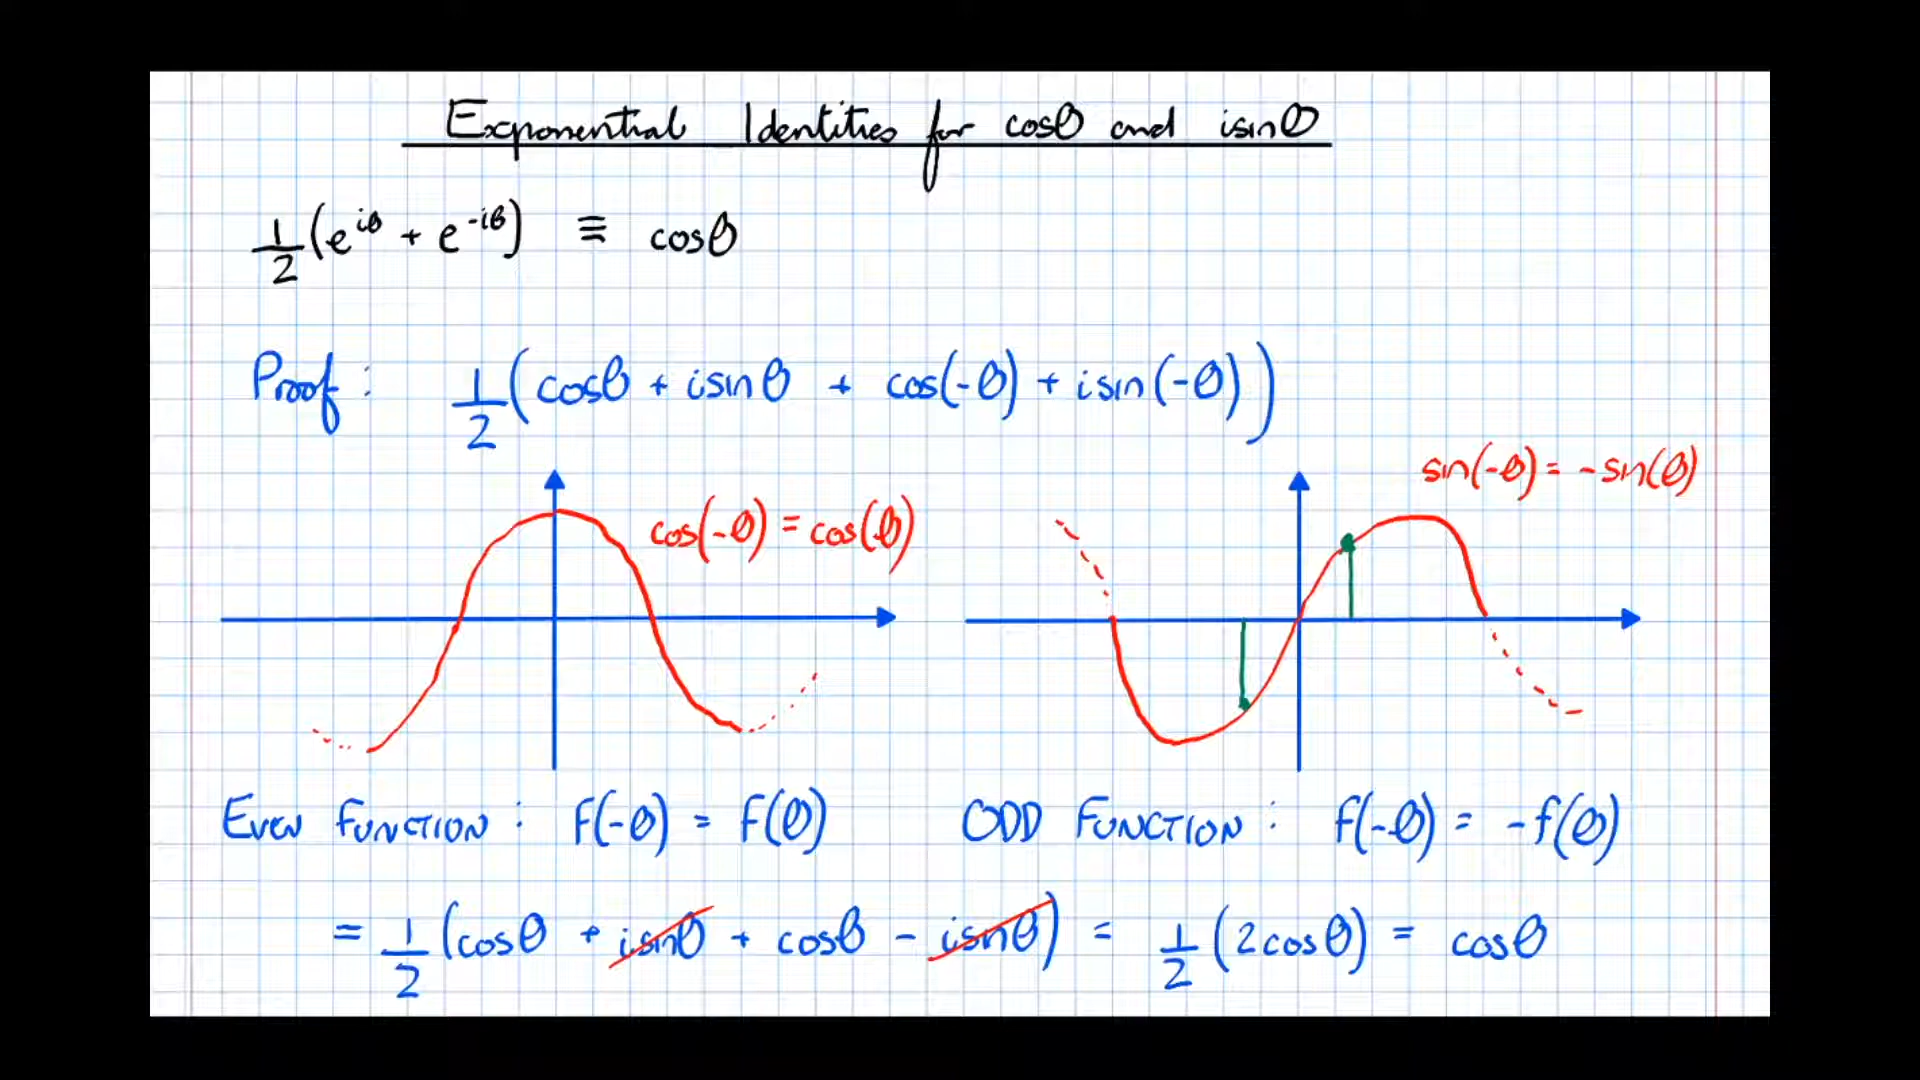 Exponential Identities for cosθ and isinθ
1/2(e^iθ + e^-iθ) ≡ cosθ
Proof: 1/2(cosθ + isinθ + cos(-θ) + isin(-θ))
sin(-θ) = -sin(θ)
cos(-θ) = cos(θ)
EVEN FUNCTION: F(-θ) = F(θ)
ODD FUNCTION: f(-θ) = -f(θ)
= 1/2(cosθ + isinθ + cosθ - isinθ) = 1/2(2cosθ) = cosθ